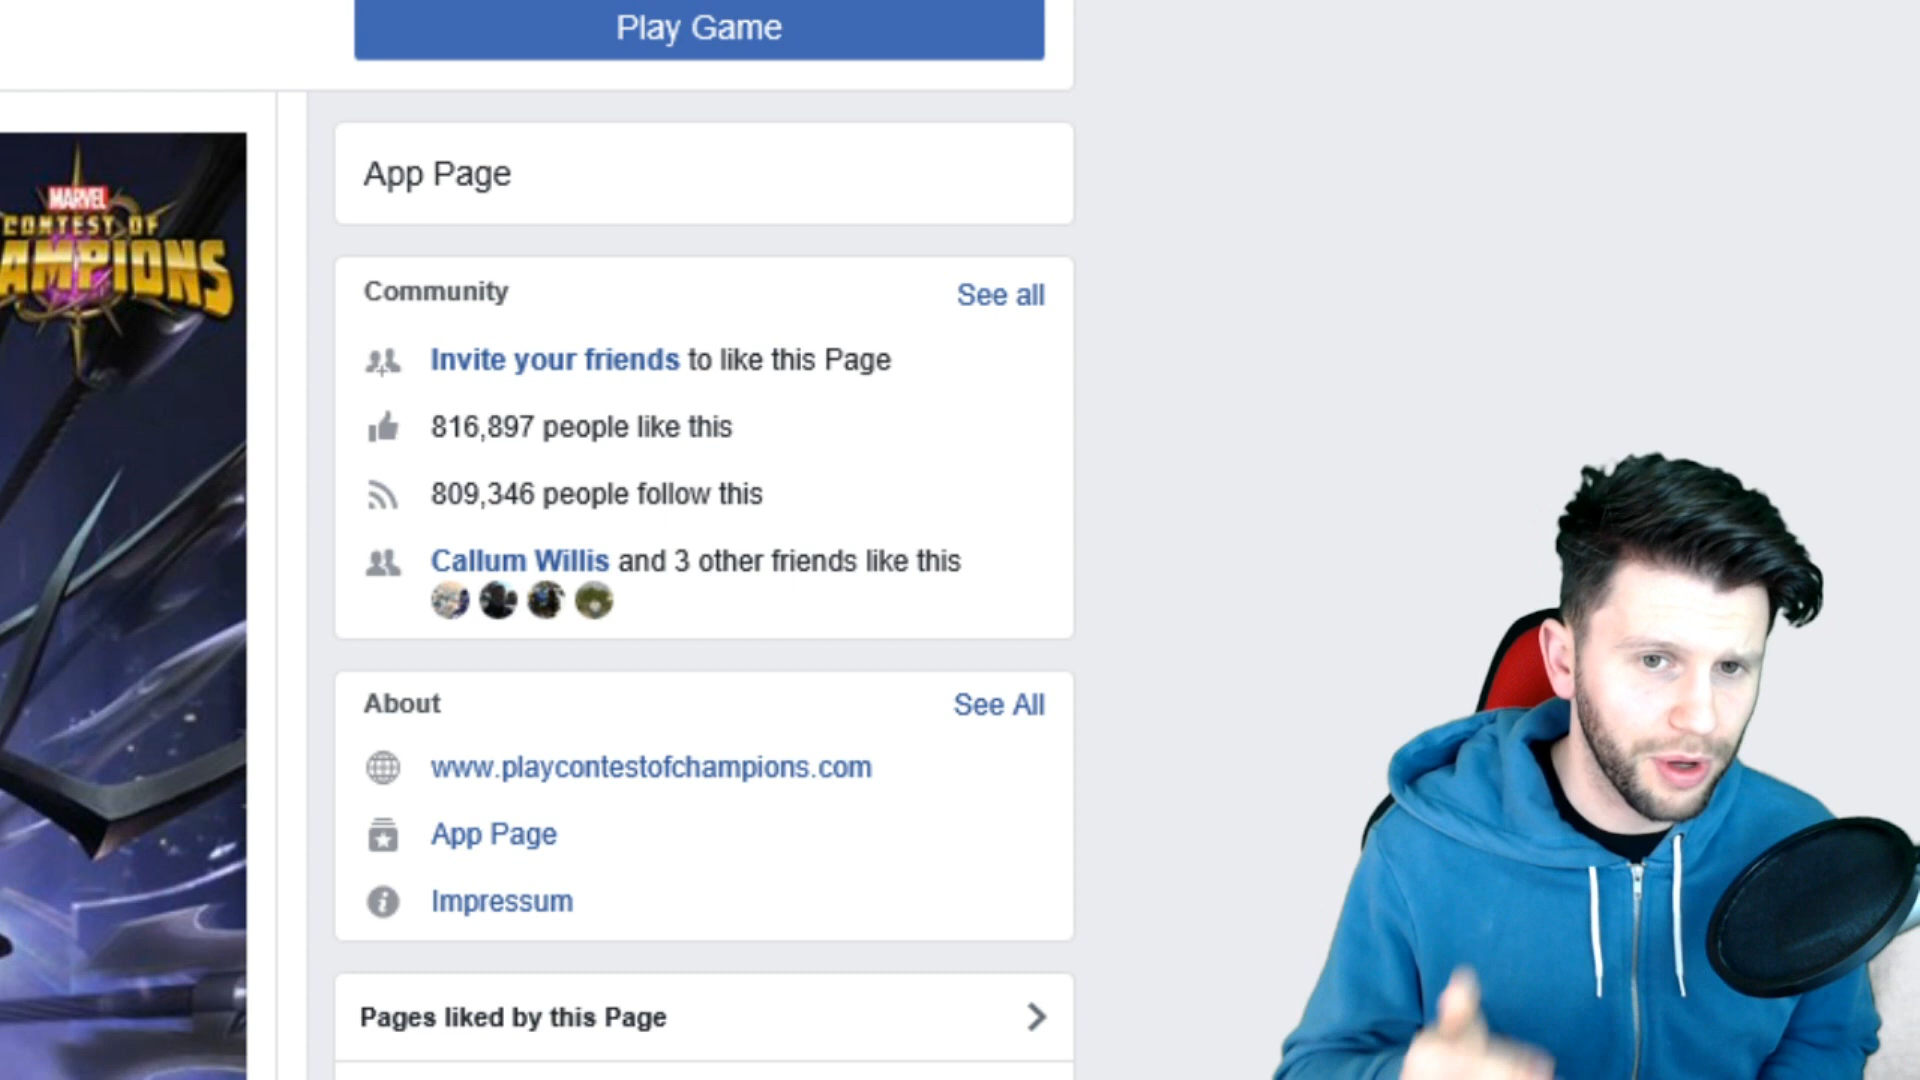 Play Game
MARVEL
CONTEST OF
AMPIONS
App Page
Community
See all
Invite your friends to like this Page
816,897 people like this
809,346 people follow this
Callum Willis and 3 other friends like this
About
See All
www.playcontestofchampions.com
App Page
Impressum
Pages liked by this Page